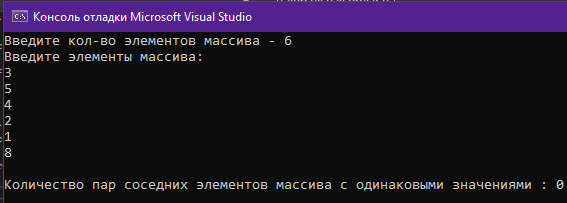 Консоль отладки Microsoft Visual Studio
Введите кол-во элементов массива - 6
Введите элементы массива:
3
5
4
2
1
8
Количество пар соседних элементов массива с одинаковыми значениями : 0